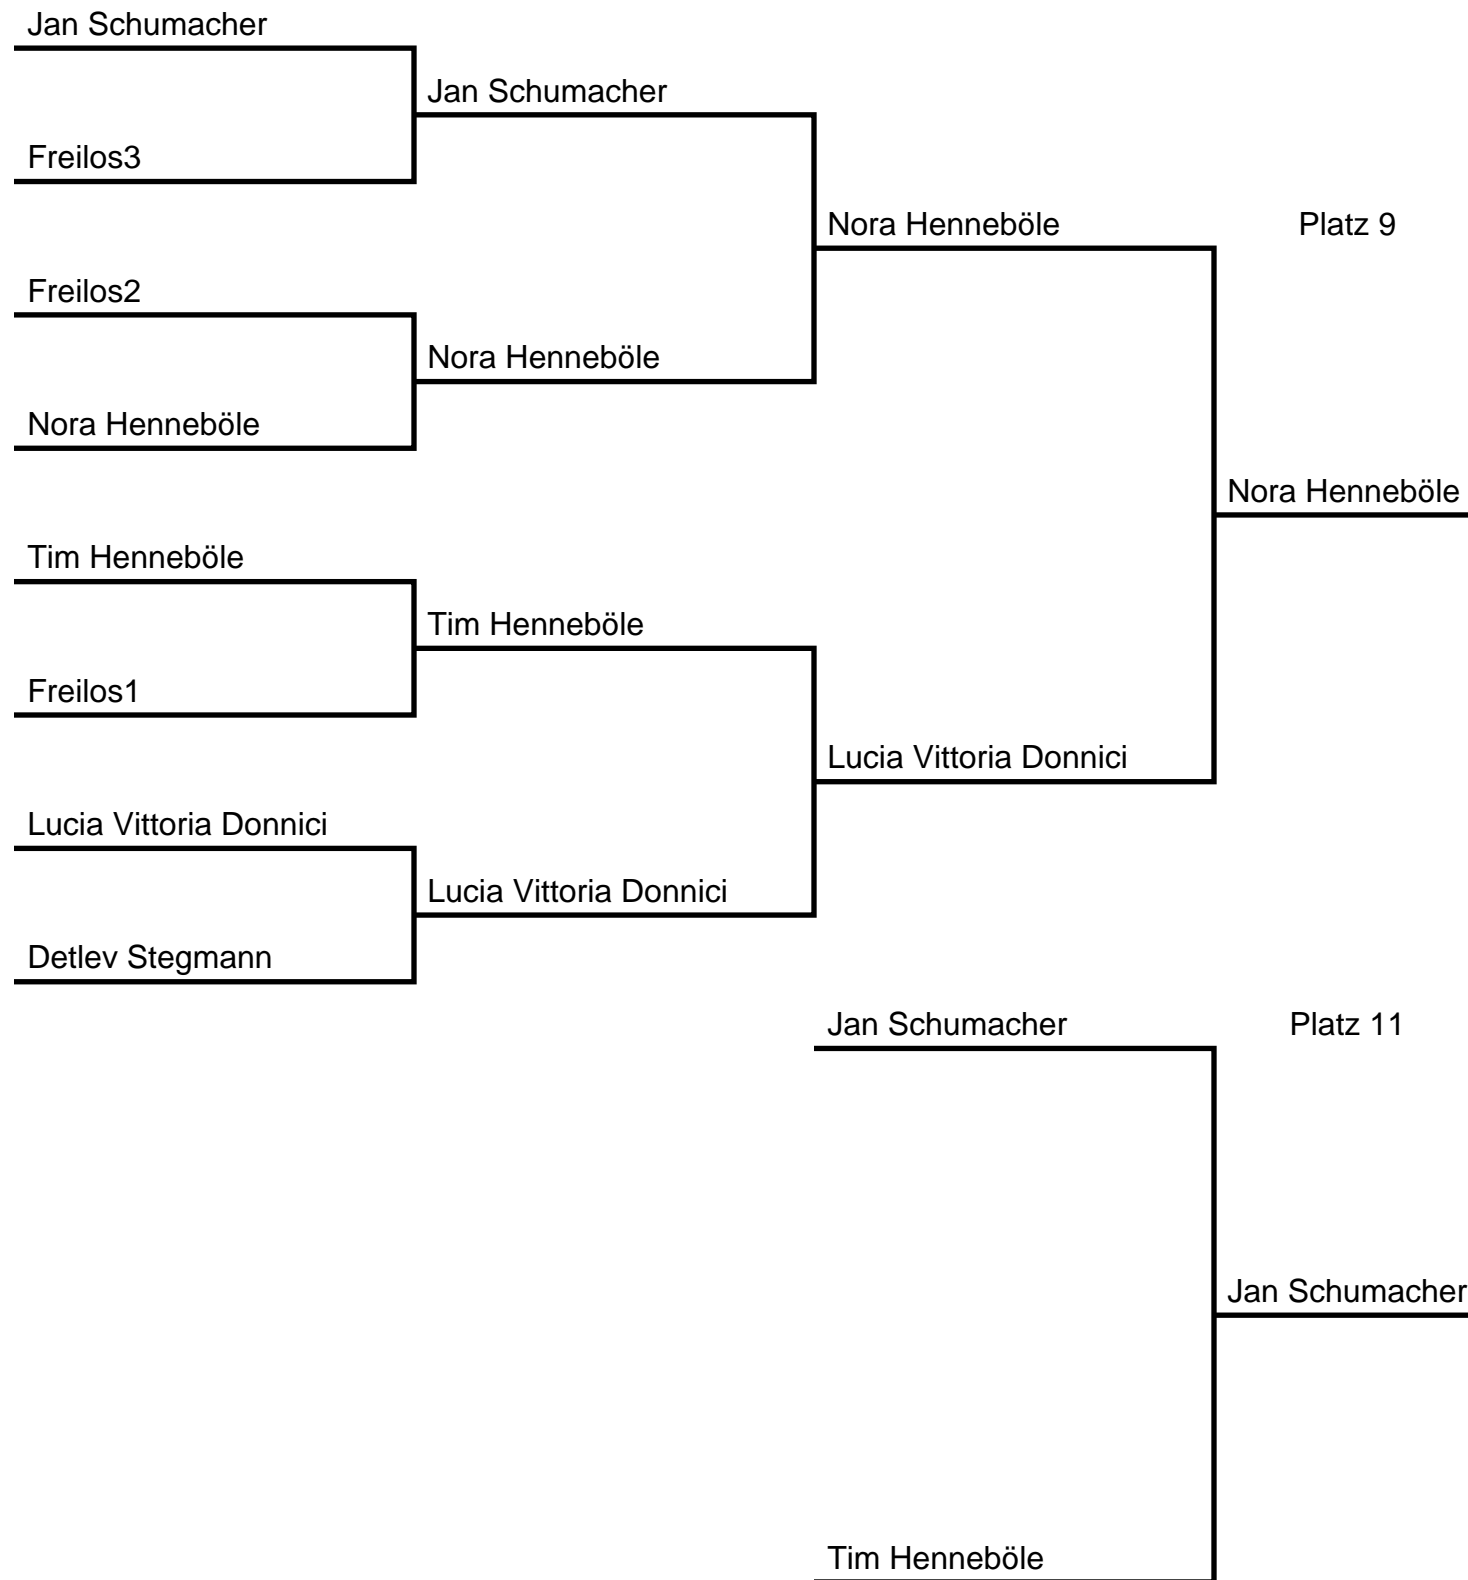 Jan Schumacher
Jan Schumacher
Freilos3
Nora Henneböle
Platz 9
Freilos2
Nora Henneböle
Nora Henneböle
Nora Henneböle
Tim Henneböle
Tim Henneböle
Freilos1
Lucia Vittoria Donnici
Lucia Vittoria Donnici
Lucia Vittoria Donnici
Detlev Stegmann
Jan Schumacher
Platz 11
Jan Schumacher
Tim Henneböle